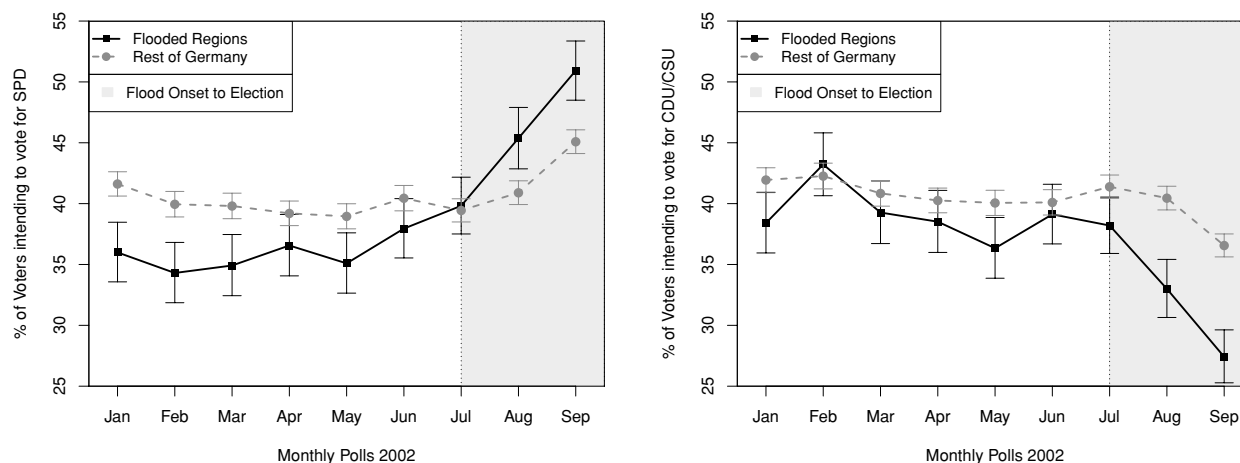 % of Voters intending to vote for SPD
55
50
45
40
35
30
25
Flooded Regions
Rest of Germany
Flood Onset to Election
Jan Feb Mar Apr May Jun Jul Aug Sep
Monthly Polls 2002
% of Voters intending to vote for CDU/CSU
55
50
45
40
35
30
25
Flooded Regions
Rest of Germany
Flood Onset to Election
Jan Feb Mar Apr May Jun Jul Aug Sep
Monthly Polls 2002